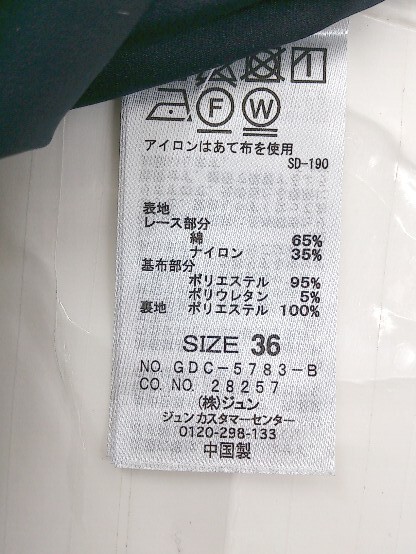 F W
アイロンはあて布を使用
SD-190
表地
レース部分
綿 65%
ナイロン 35%
基布部分
ポリエステル 95%
ポリウレタン 5%
裏地 ポリエステル 100%
SIZE 36
NO. GDC-5783-B
CO. NO. 28257
(株)ジュン
ジュンカスタマーセンター
0120-298-133
中国製